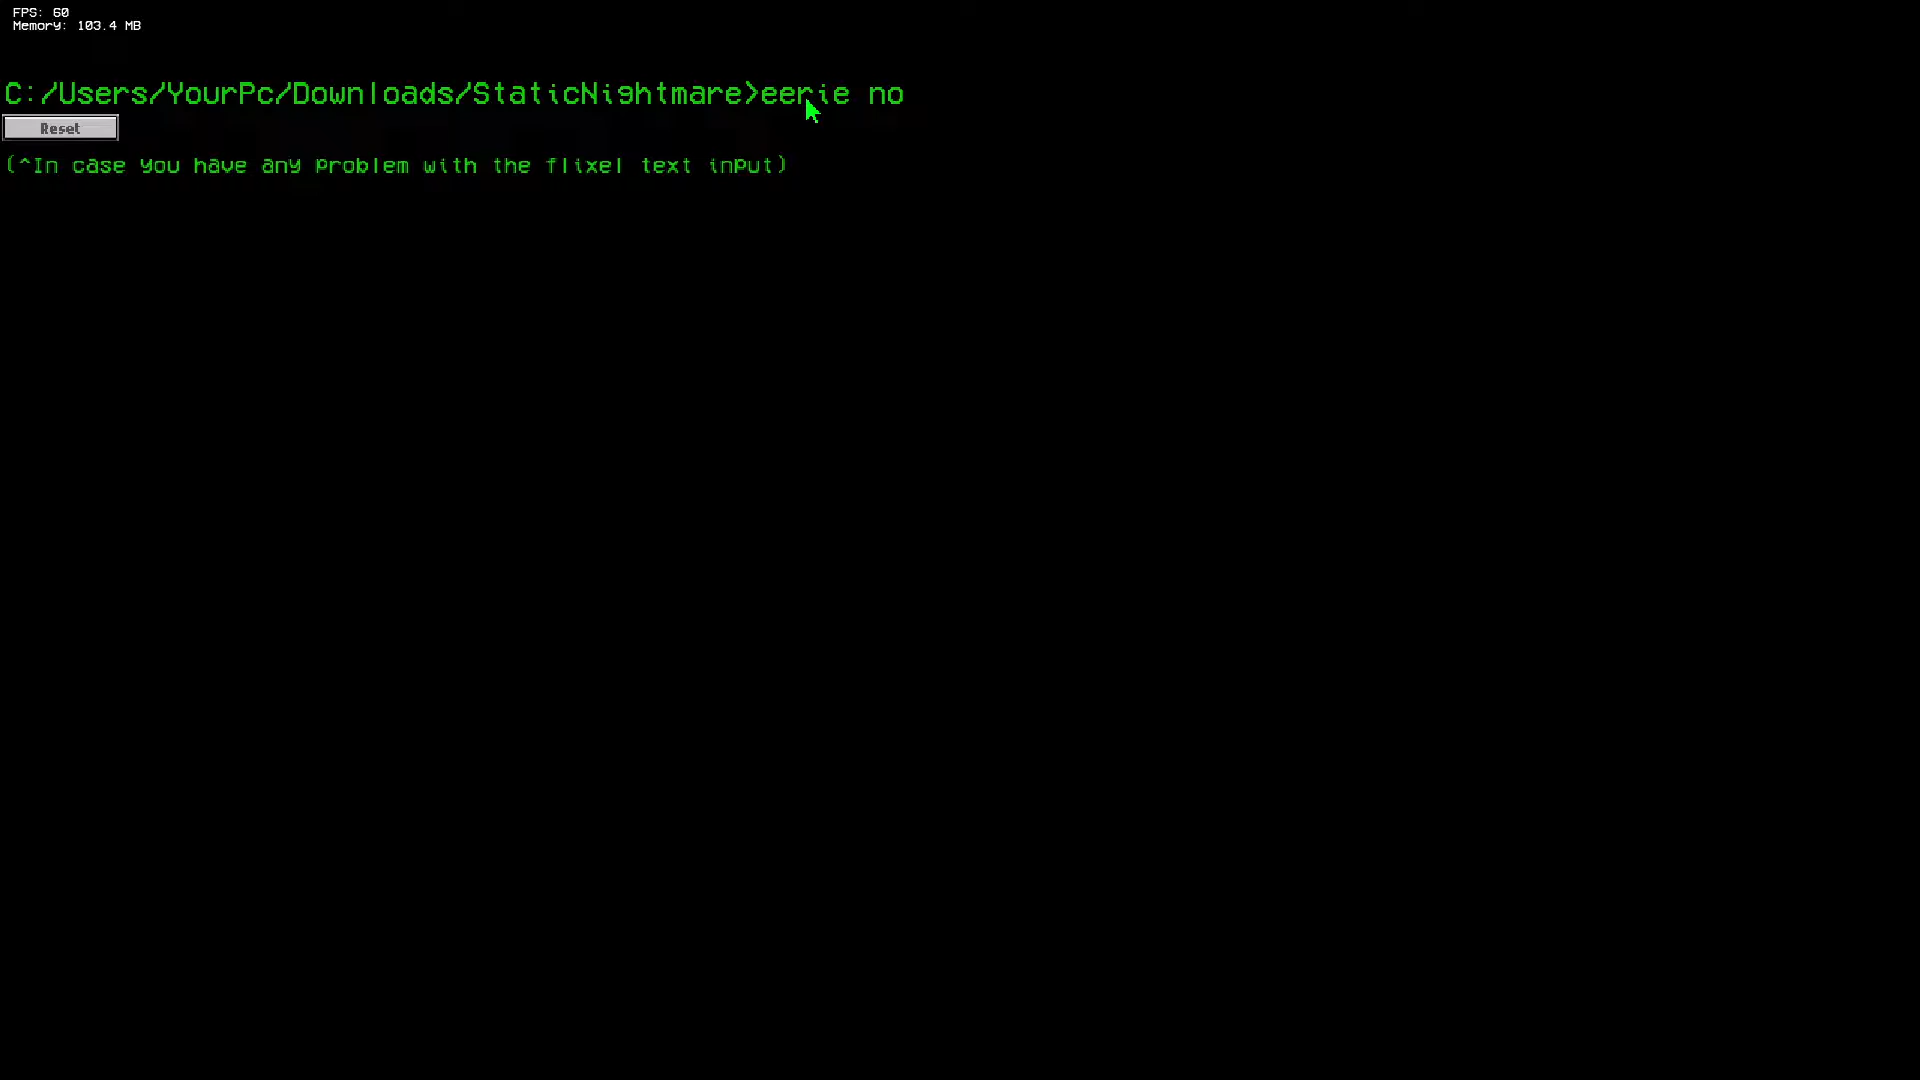 FPS: 60
Memory: 103.4 MB
C:/Users/YourPc/Downloads/StaticNightmare>eerie no
Reset
(^In case you have any problem with the flixel text input)